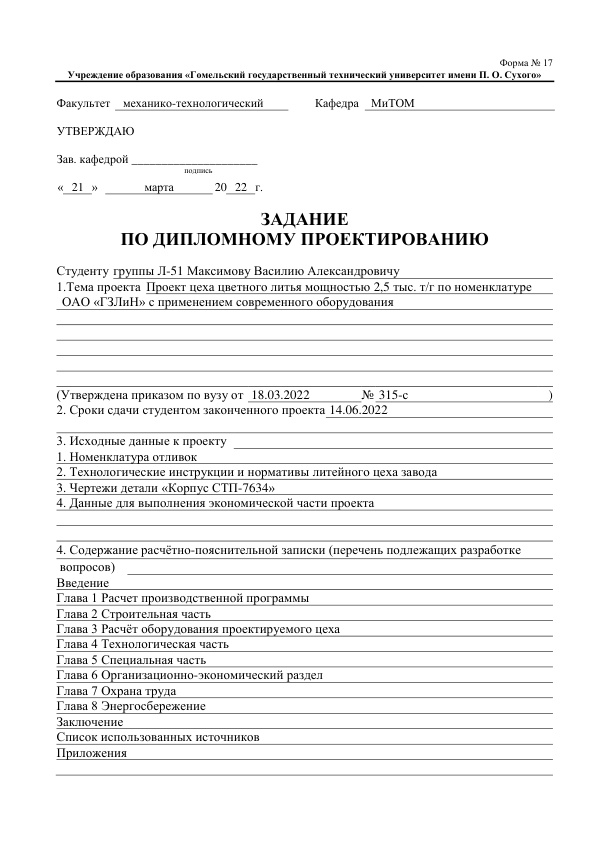 Форма № 17
Учреждение образования «Гомельский государственный технический университет имени П. О. Сухого»
Факультет механико-технологический Кафедра МиТОМ
УТВЕРЖДАЮ
Зав. кафедрой
подпись
« 21 » марта 20 22 г.
ЗАДАНИЕ
ПО ДИПЛОМНОМУ ПРОЕКТИРОВАНИЮ
Студенту группы Л-51 Максимову Василию Александровичу
1.Тема проекта Проект цеха цветного литья мощностью 2,5 тыс. т/г по номенклатуре
ОАО «ГЗЛиН» с применением современного оборудования
(Утверждена приказом по вузу от 18.03.2022 № 315-с )
2. Сроки сдачи студентом законченного проекта 14.06.2022
3. Исходные данные к проекту
1. Номенклатура отливок
2. Технологические инструкции и нормативы литейного цеха завода
3. Чертежи детали «Корпус СТП-7634»
4. Данные для выполнения экономической части проекта
4. Содержание расчётно-пояснительной записки (перечень подлежащих разработке
вопросов)
Введение
Глава 1 Расчет производственной программы
Глава 2 Строительная часть
Глава 3 Расчёт оборудования проектируемого цеха
Глава 4 Технологическая часть
Глава 5 Специальная часть
Глава 6 Организационно-экономический раздел
Глава 7 Охрана труда
Глава 8 Энергосбережение
Заключение
Список использованных источников
Приложения